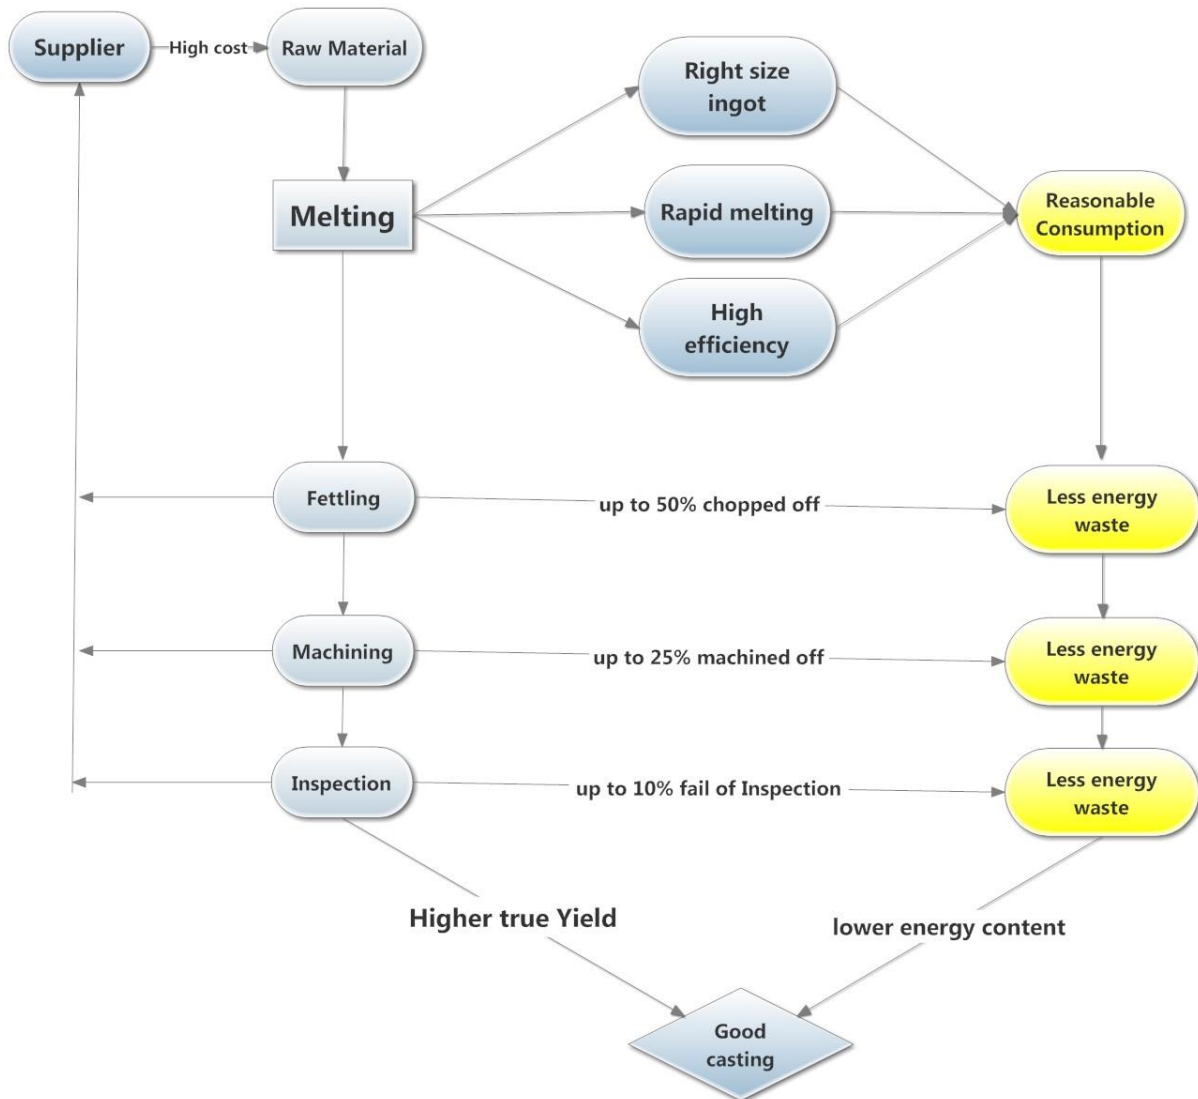 Supplier
High cost
Raw Material
Right size
ingot
Melting
Rapid melting
Reasonable
Consumption
High
efficiency
Fettling
up to 50% chopped off
Less energy
waste
Machining
up to 25% machined off
Less energy
waste
Inspection
up to 10% fail of Inspection
Less energy
waste
Higher true Yield
lower energy content
Good
casting